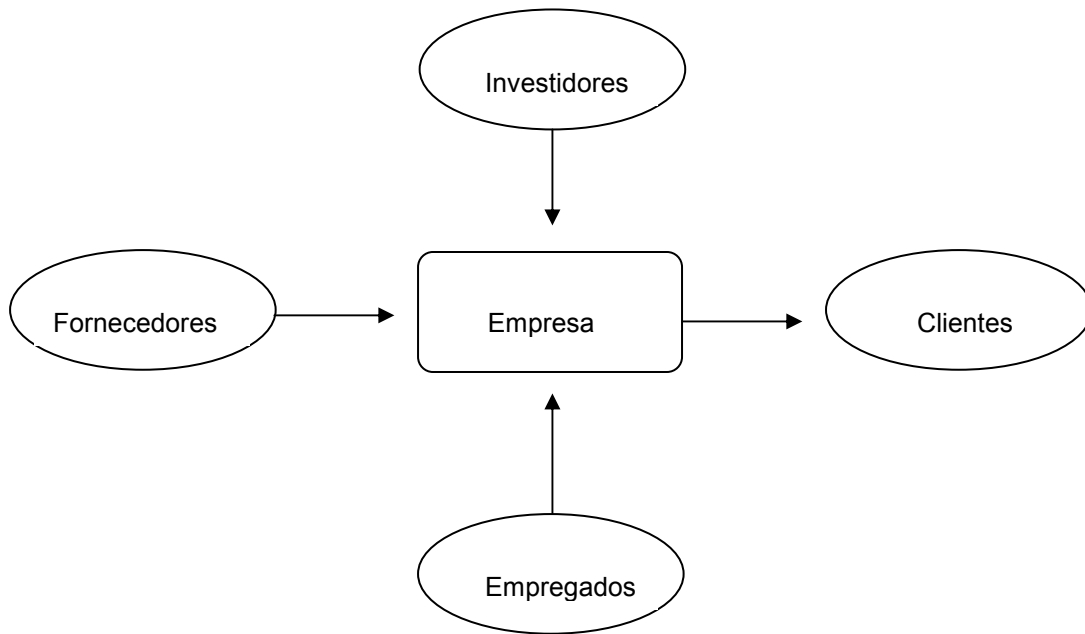 Investidores
Fornecedores
Empresa
Clientes
Empregados